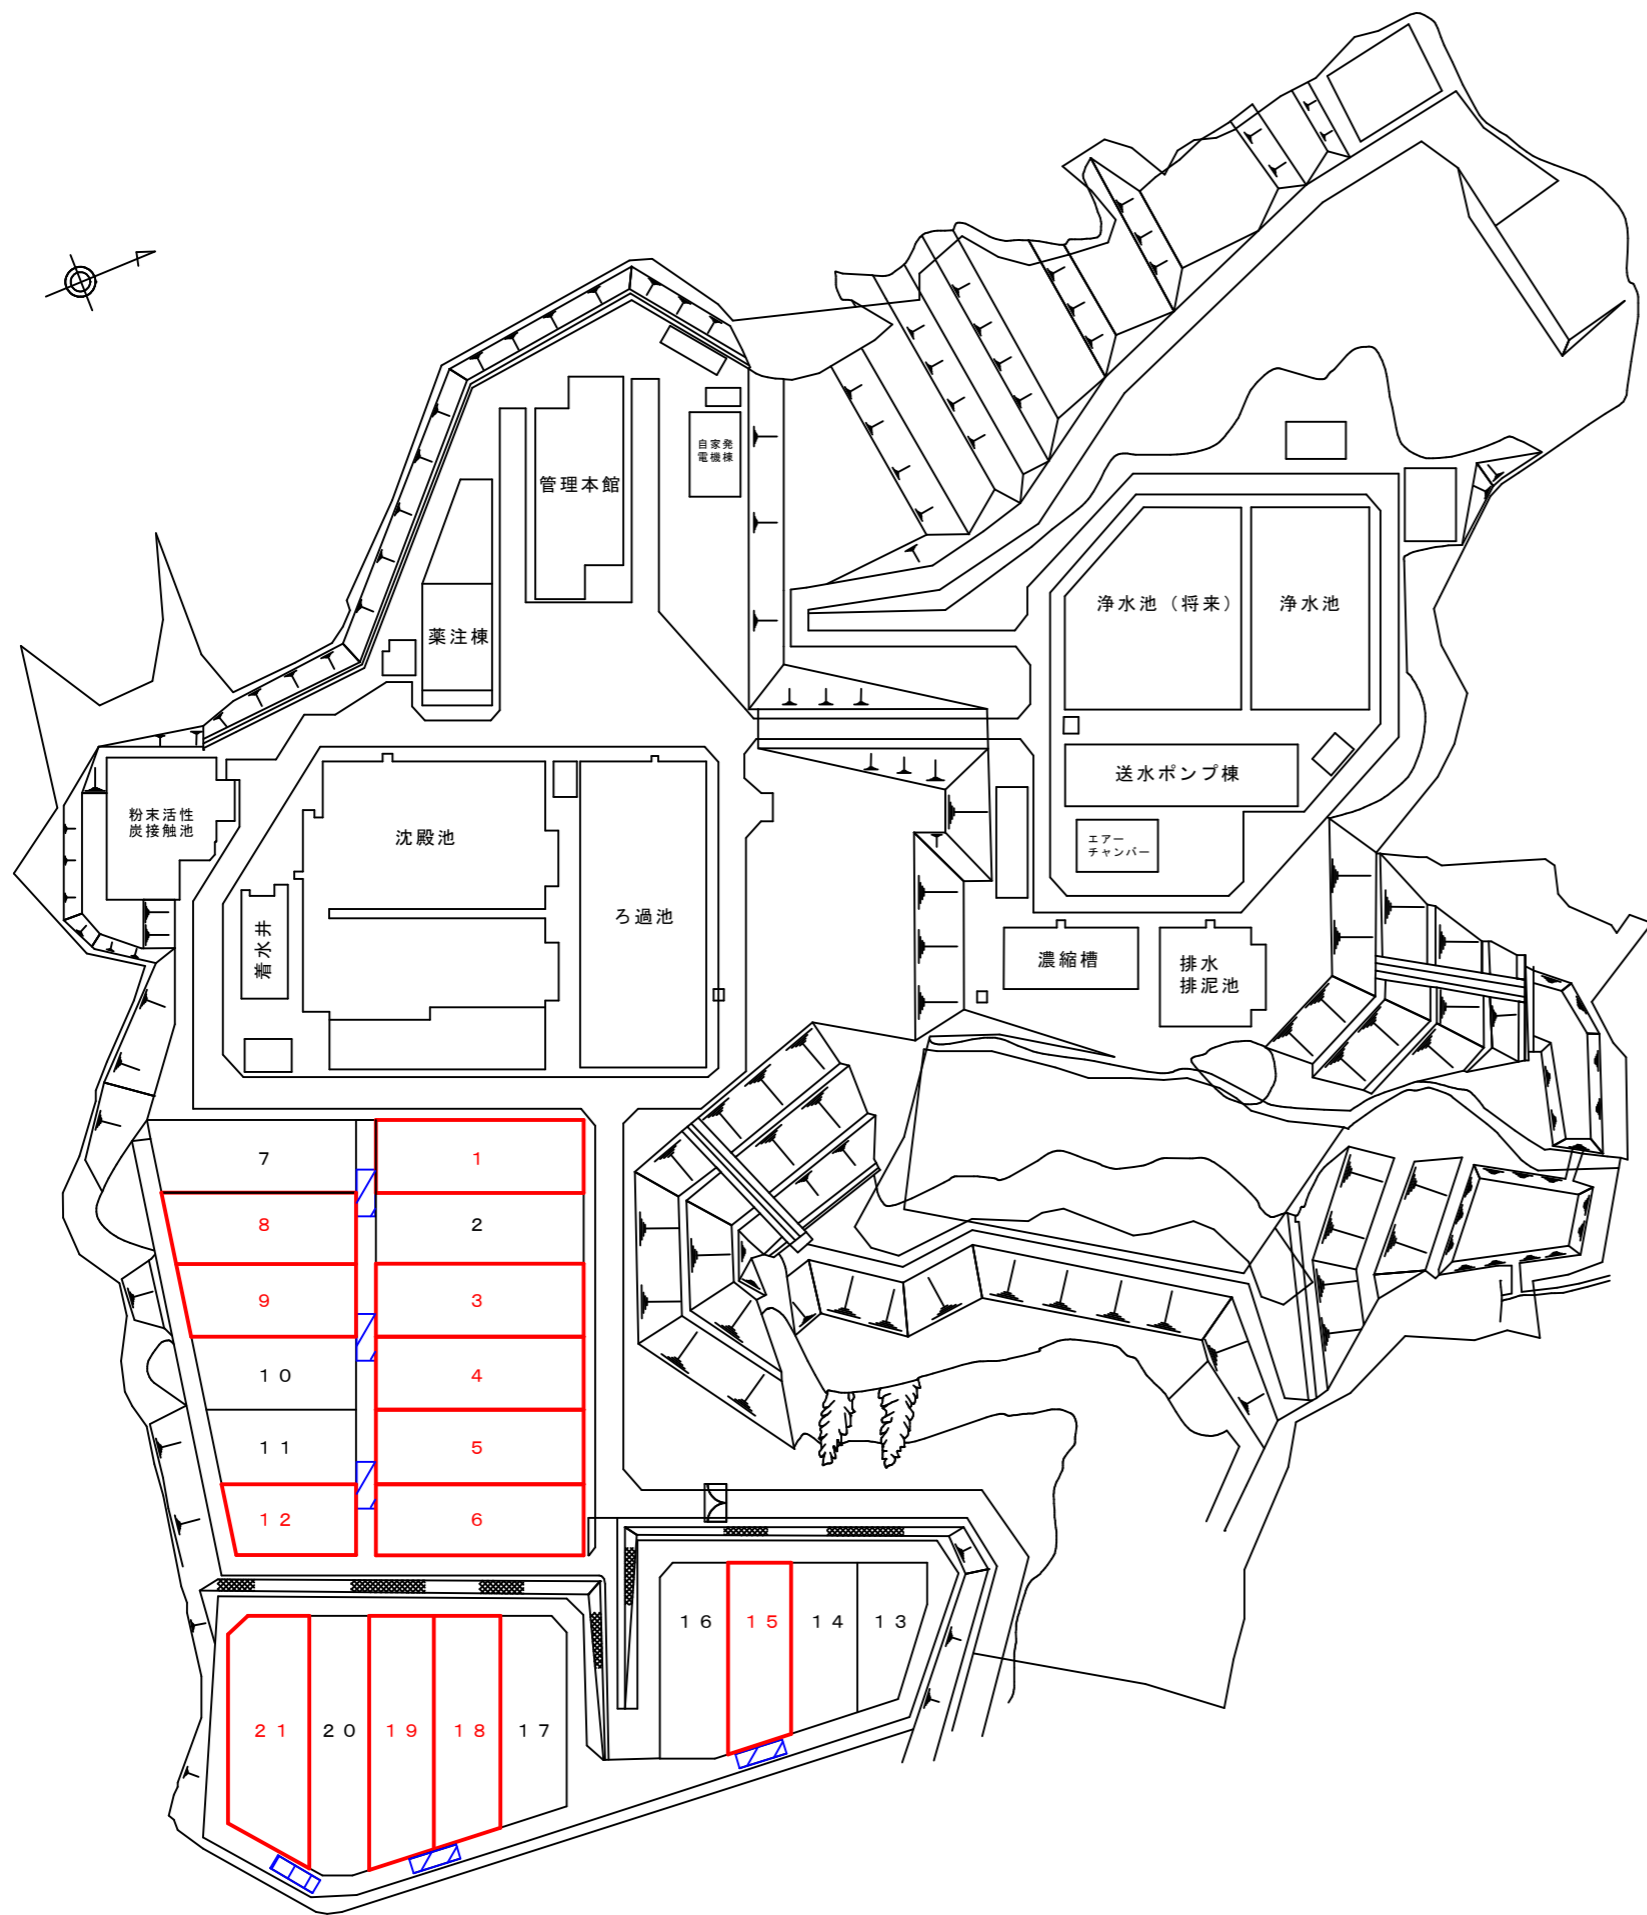 自家発
電機棟
管理本館
浄水池（将来）
浄水池
薬注棟
送水ポンプ棟
粉末活性
炭接触池
沈殿池
エアー
チャンバー
ろ過池
着水井
濃縮槽
排水
排泥池
7
1
8
2
9
3
10
4
11
5
12
6
16
15
14
13
21
20
19
18
17